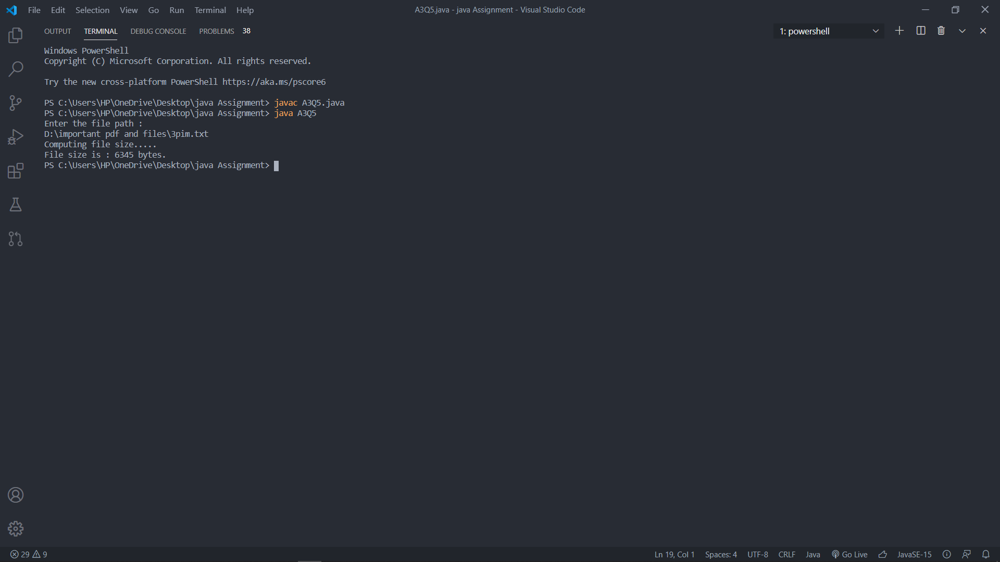 File Edit Selection View Go Run Terminal Help
A3Q5.java - java Assignment - Visual Studio Code
OUTPUT TERMINAL DEBUG CONSOLE PROBLEMS 38
1: powershell
Windows PowerShell
Copyright (C) Microsoft Corporation. All rights reserved.
Try the new cross-platform PowerShell https://aka.ms/pscore6
PS C:\Users\HP\OneDrive\Desktop\java Assignment> javac A3Q5.java
PS C:\Users\HP\OneDrive\Desktop\java Assignment> java A3Q5
Enter the file path :
D:\important pdf and files\3pim.txt
Computing file size.....
File size is : 6345 bytes.
PS C:\Users\HP\OneDrive\Desktop\java Assignment>
29 9
Ln 19, Col 1 Spaces: 4 UTF-8 CRLF Java Go Live JavaSE-15